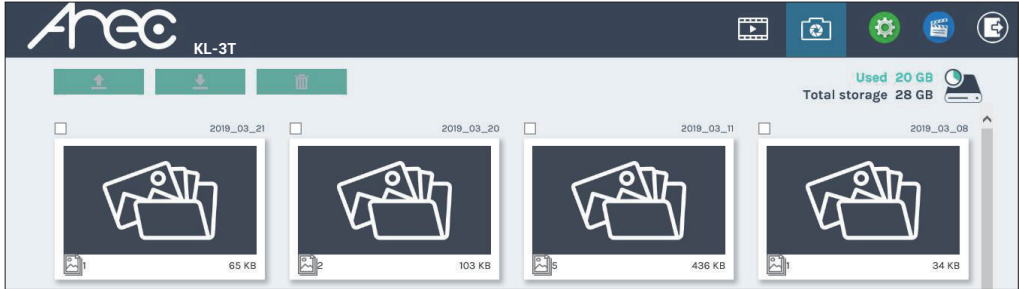 Arec
KL-3T
Used 20 GB
Total storage 28 GB
2019_03_21
2019_03_20
2019_03_11
2019_03_08
1 65 KB
2 103 KB
5 436 KB
1 34 KB